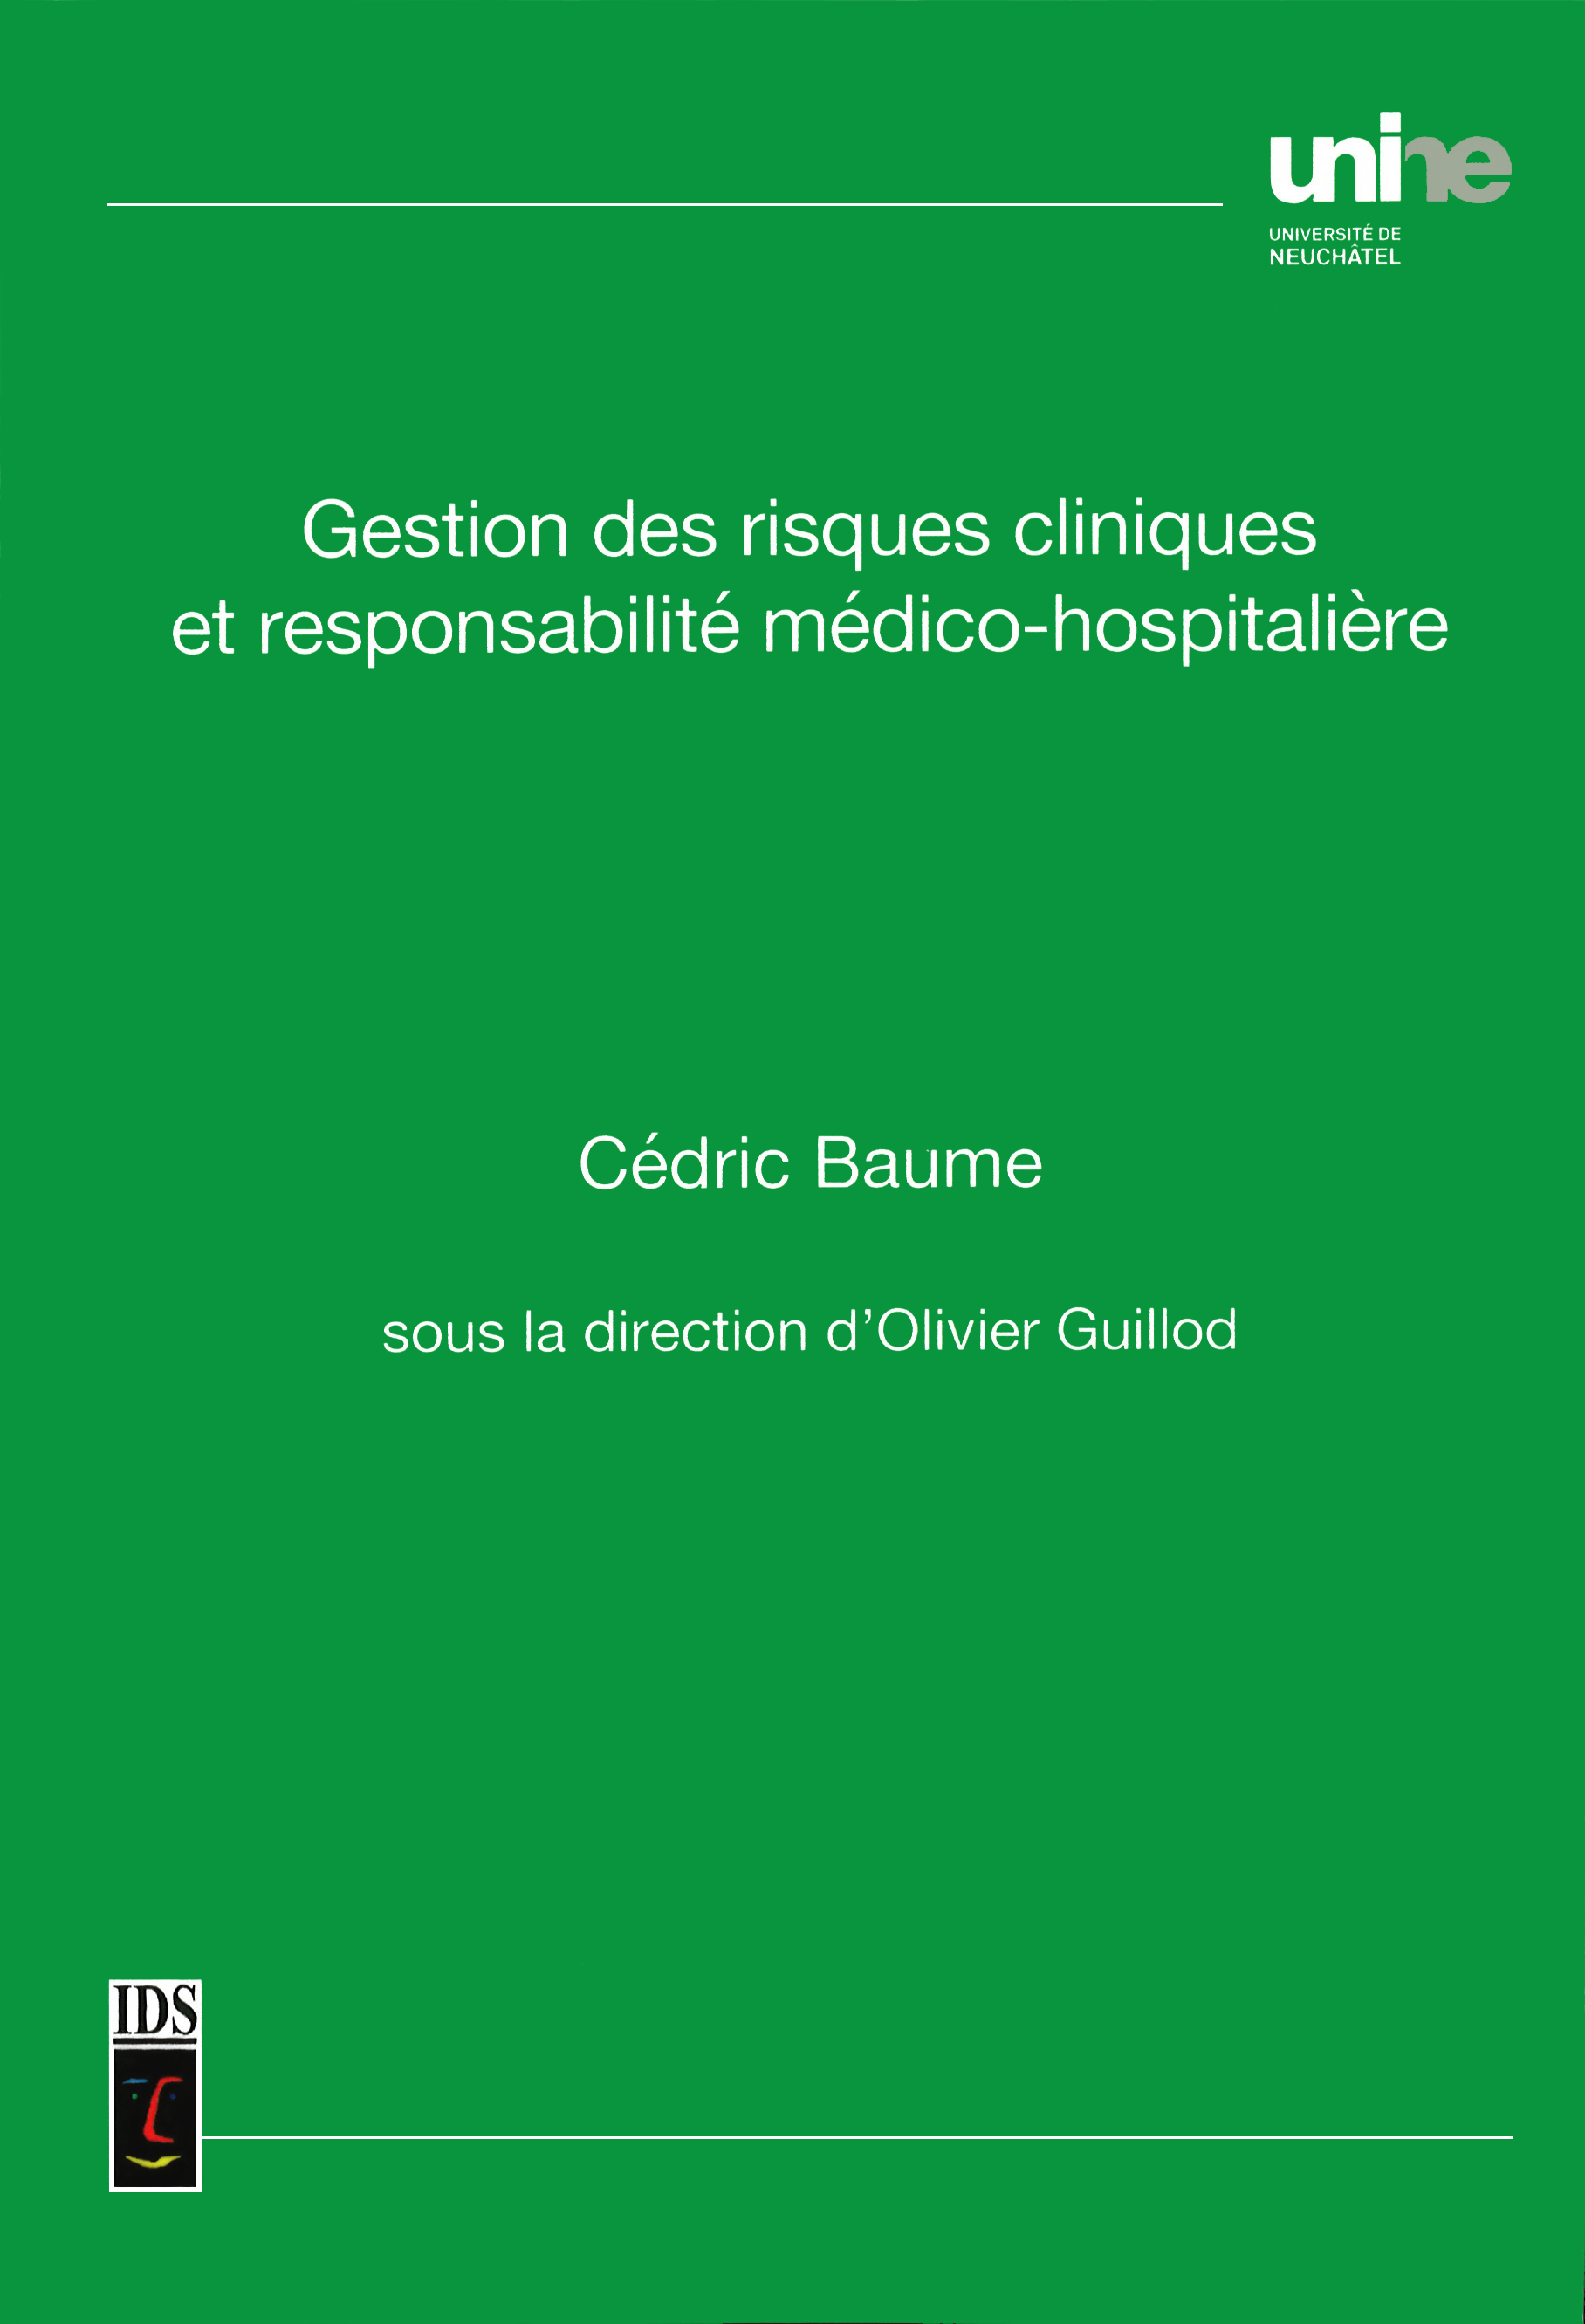 unine
UNIVERSITÉ DE
NEUCHÂTEL
Gestion des risques cliniques
et responsabilité médico-hospitalière
Cédric Baume
sous la direction d'Olivier Guillod
IDS